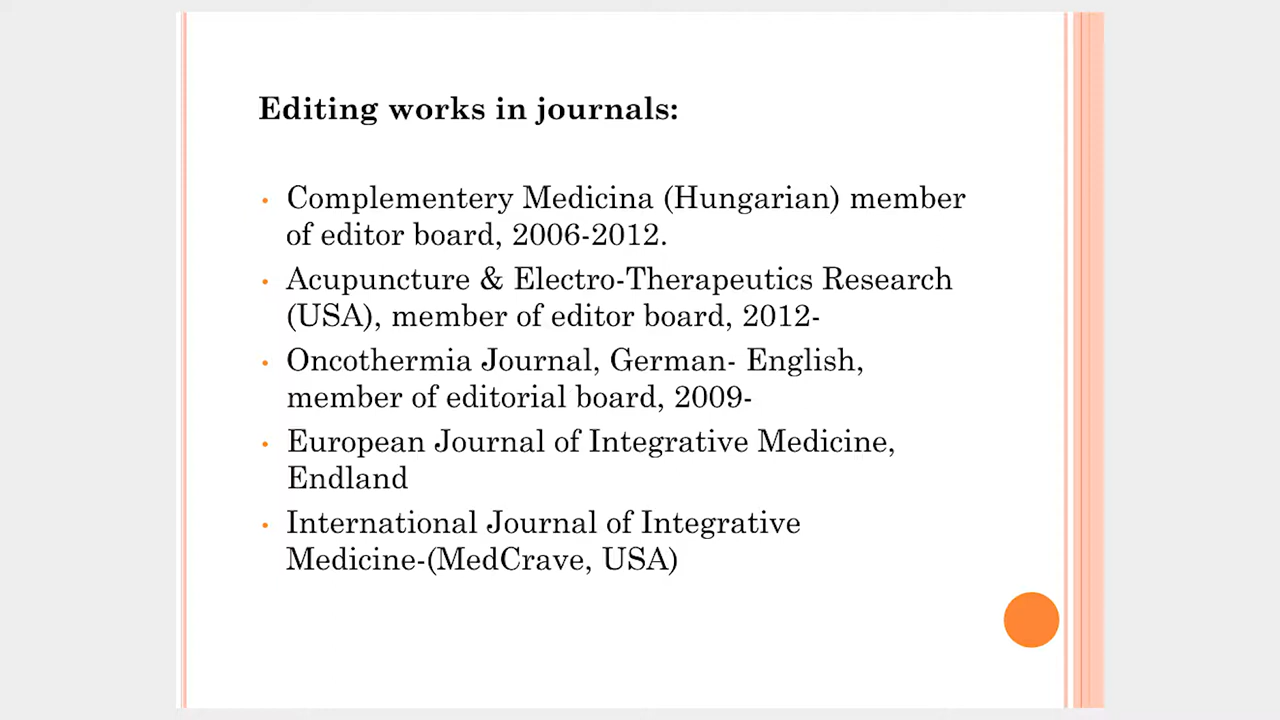 Editing works in journals:
• Complementery Medicina (Hungarian) member
of editor board, 2006-2012.
• Acupuncture & Electro-Therapeutics Research
(USA), member of editor board, 2012-
• Oncothermia Journal, German- English,
member of editorial board, 2009-
• European Journal of Integrative Medicine,
Endland
• International Journal of Integrative
Medicine-(MedCrave, USA)